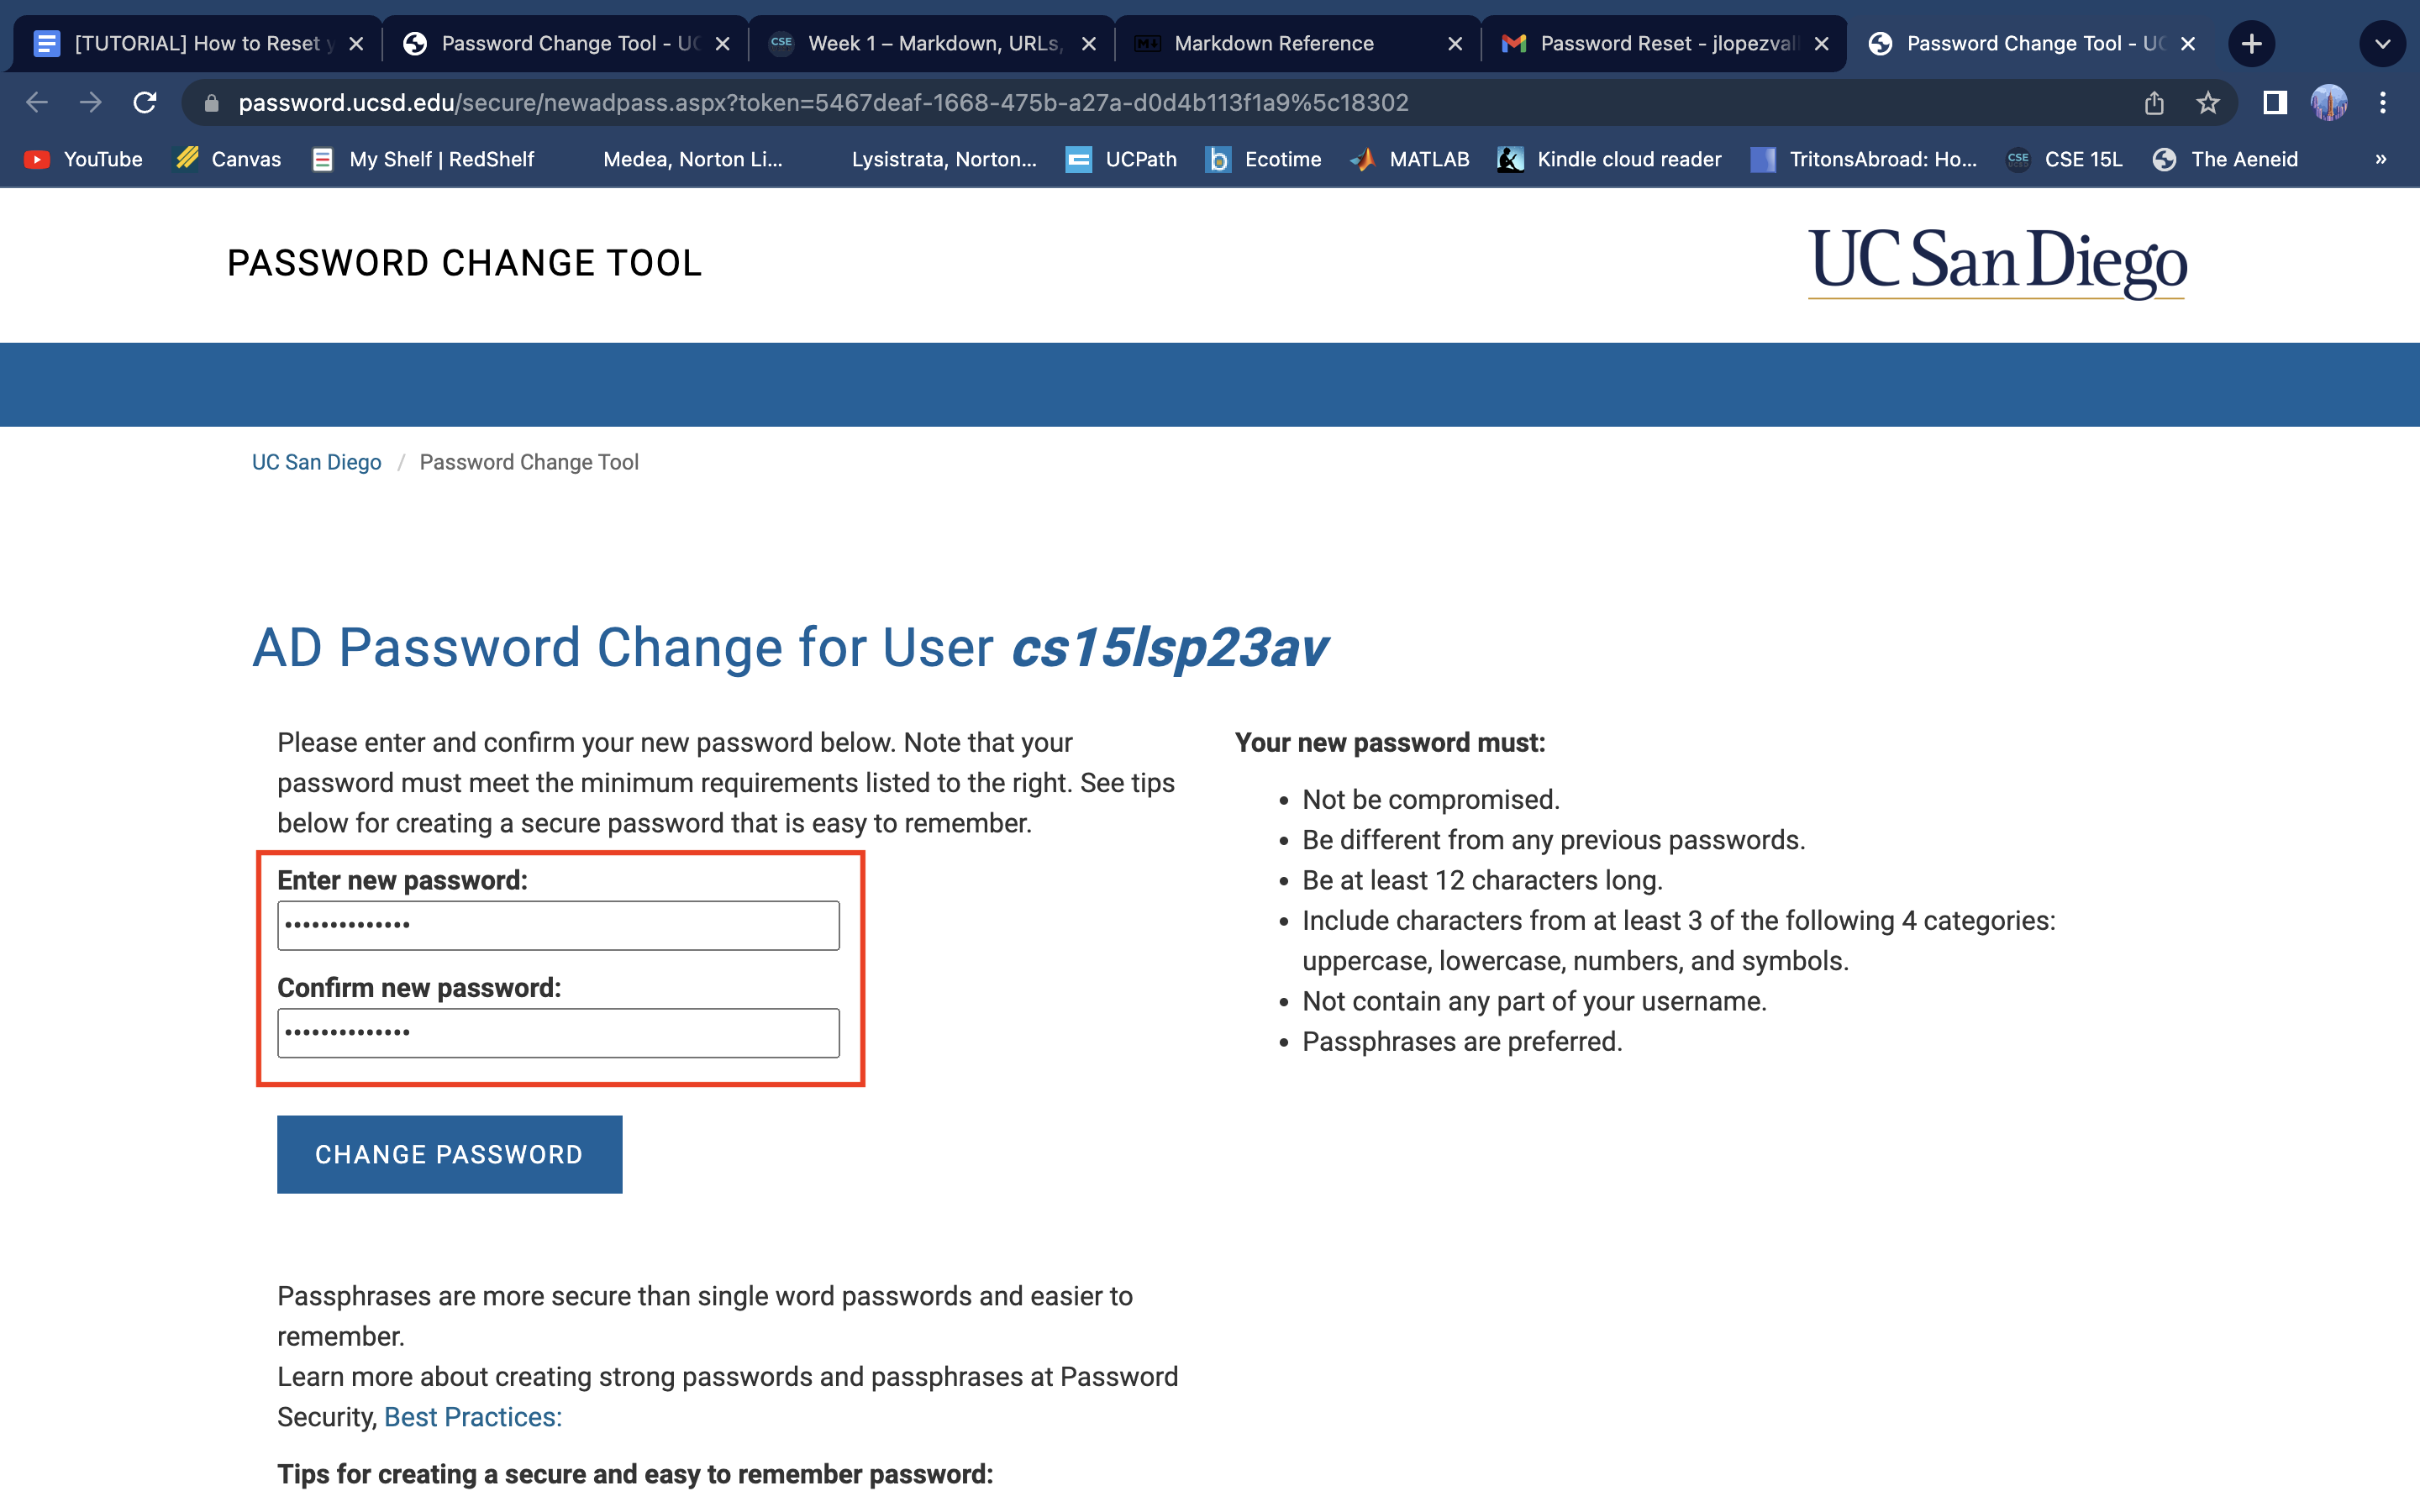 [TUTORIAL] How to Reset y
Password Change Tool - UC
CSE
Week 1 – Markdown, URLs,
M
Markdown Reference
Password Reset - jlopezval
Password Change Tool - UC
password.ucsd.edu/secure/newadpass.aspx?token=5467deaf-1668-475b-a27a-d0d4b113f1a9%5c18302
YouTube
Canvas
My Shelf | RedShelf
Medea, Norton Li...
Lysistrata, Norton...
UCPath
Ecotime
MATLAB
Kindle cloud reader
TritonsAbroad: Ho...
CSE
CSE 15L
The Aeneid
»
PASSWORD CHANGE TOOL
UC San Diego
UC San Diego / Password Change Tool
AD Password Change for User cs15lsp23av
Please enter and confirm your new password below. Note that your
password must meet the minimum requirements listed to the right. See tips
below for creating a secure password that is easy to remember.
Enter new password:
••••••••••••••
Confirm new password:
••••••••••••••
CHANGE PASSWORD
Your new password must:
• Not be compromised.
• Be different from any previous passwords.
• Be at least 12 characters long.
• Include characters from at least 3 of the following 4 categories:
uppercase, lowercase, numbers, and symbols.
• Not contain any part of your username.
• Passphrases are preferred.
Passphrases are more secure than single word passwords and easier to
remember.
Learn more about creating strong passwords and passphrases at Password
Security, Best Practices:
Tips for creating a secure and easy to remember password: